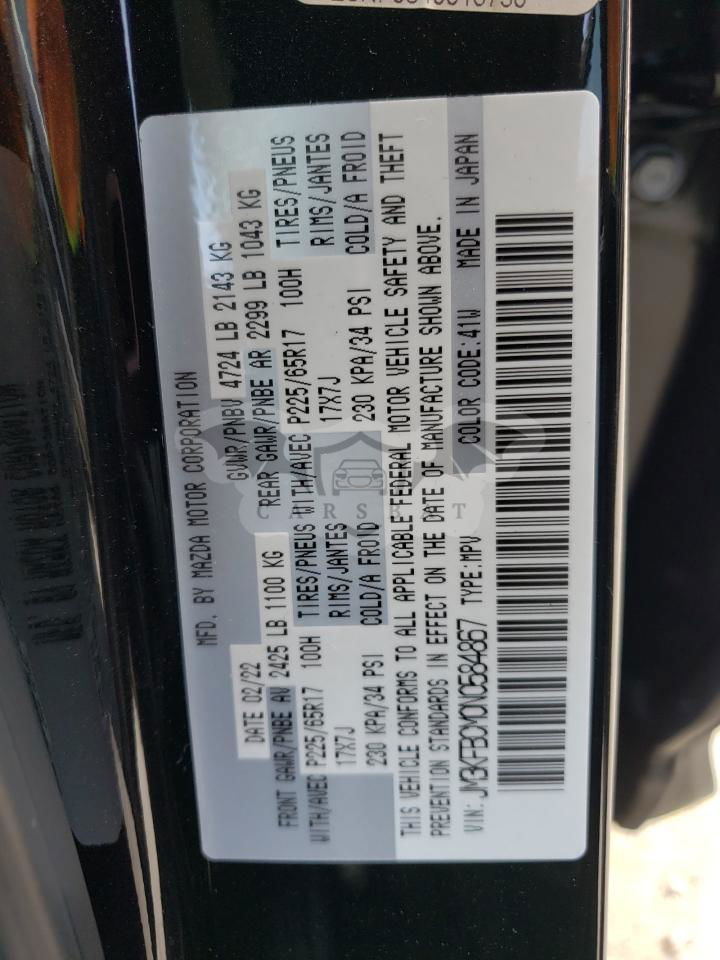 MFD. BY MAZDA MOTOR CORPORATION
DATE 02/22 GVWR/PNBV 4724 LB 2143 KG
FRONT GAWR/PNBE AV 2425 LB 1100 KG REAR GAWR/PNBE AR 2299 LB 1043 KG
WITH/AVEC P225/65R17 100H TIRES/PNEUS WITH/AVEC P225/65R17 100H TIRES/PNEUS
17X7J RIMS/JANTES 17X7J RIMS/JANTES
230 KPA/34 PSI COLD/A FROID 230 KPA/34 PSI COLD/A FROID
THIS VEHICLE CONFORMS TO ALL APPLICABLE FEDERAL MOTOR VEHICLE SAFETY AND THEFT
PREVENTION STANDARDS IN EFFECT ON THE DATE OF MANUFACTURE SHOWN ABOVE.
VIN: JM3KFBCM0N0584867 TYPE:MPV COLOR CODE.41W MADE IN JAPAN
CARSBAT